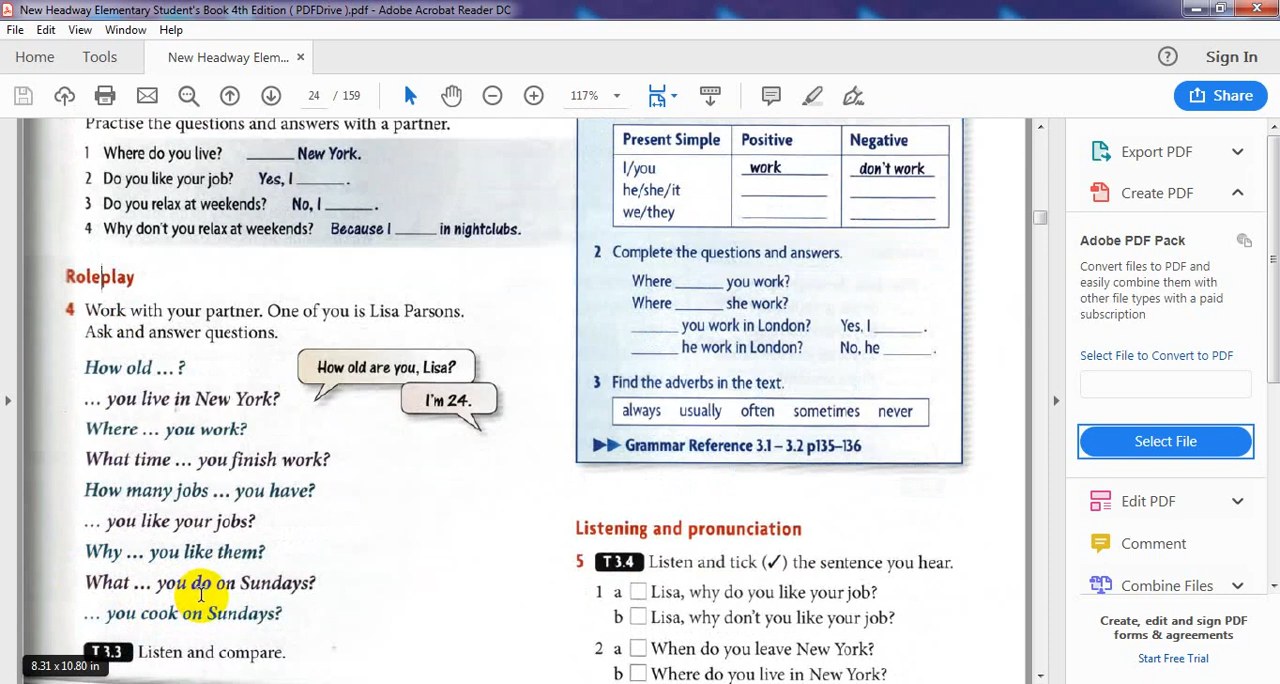 New Headway Elementary Student's Book 4th Edition ( PDFDrive ).pdf - Adobe Acrobat Reader DC
File Edit View Window Help
Home Tools New Headway Elem... ×
? Sign In
24 / 159
117%
Share
Practise the questions and answers with a partner.
1 Where do you live? _____ New York.
2 Do you like your job? Yes, I _____.
3 Do you relax at weekends? No, I _____.
4 Why don't you relax at weekends? Because I _____ in nightclubs.
Roleplay
4 Work with your partner. One of you is Lisa Parsons.
Ask and answer questions.
How old ... ?
How old are you, Lisa?
I'm 24.
... you live in New York?
Where ... you work?
What time ... you finish work?
How many jobs ... you have?
... you like your jobs?
Why ... you like them?
What ... you do on Sundays?
... you cook on Sundays?
T 3.3 Listen and compare.
8.31 x 10.80 in
Present Simple Positive Negative
I/you work don't work
he/she/it _____ _____
we/they _____ _____
2 Complete the questions and answers.
Where _____ you work?
Where _____ she work?
_____ you work in London? Yes, I _____.
_____ he work in London? No, he _____.
3 Find the adverbs in the text.
always usually often sometimes never
▶▶ Grammar Reference 3.1 – 3.2 p135–136
Listening and pronunciation
5 T 3.4 Listen and tick (✓) the sentence you hear.
1 a □ Lisa, why do you like your job?
b □ Lisa, why don't you like your job?
2 a □ When do you leave New York?
b □ Where do you live in New York?
Export PDF
Create PDF
Adobe PDF Pack
Convert files to PDF and
easily combine them with
other file types with a paid
subscription
Select File to Convert to PDF
Select File
Edit PDF
Comment
Combine Files
Create, edit and sign PDF
forms & agreements
Start Free Trial